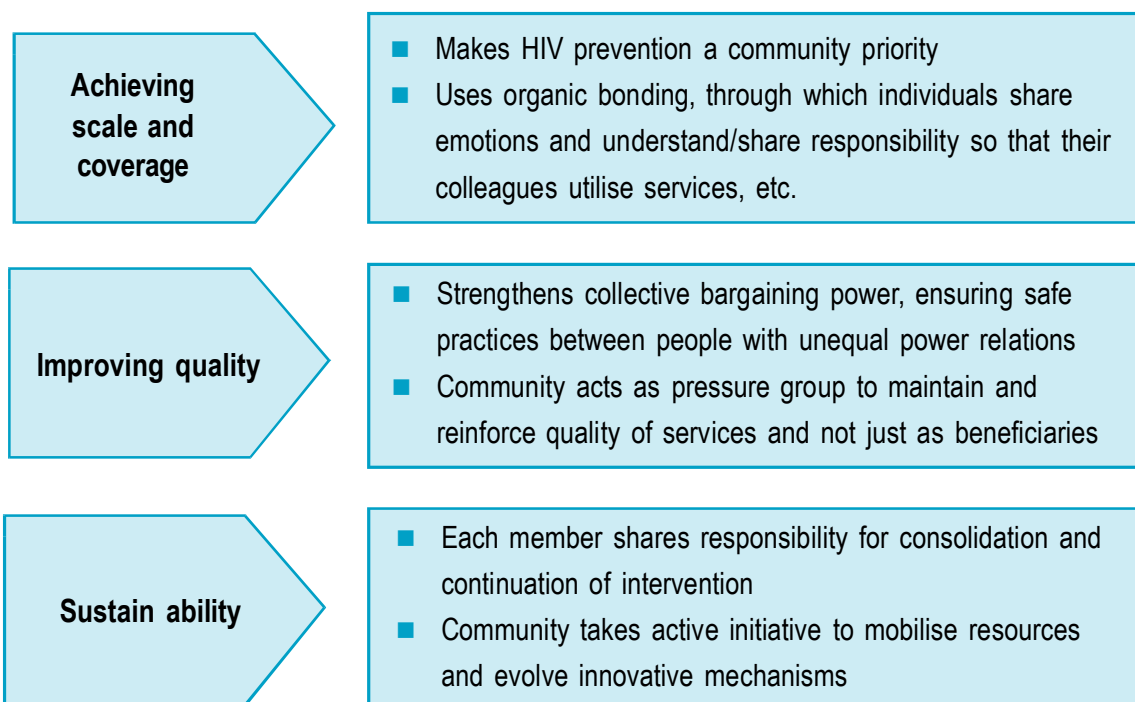 Achieving
scale and
coverage
Makes HIV prevention a community priority
Uses organic bonding, through which individuals share
emotions and understand/share responsibility so that their
colleagues utilise services, etc.
Improving quality
Strengthens collective bargaining power, ensuring safe
practices between people with unequal power relations
Community acts as pressure group to maintain and
reinforce quality of services and not just as beneficiaries
Sustain ability
Each member shares responsibility for consolidation and
continuation of intervention
Community takes active initiative to mobilise resources
and evolve innovative mechanisms